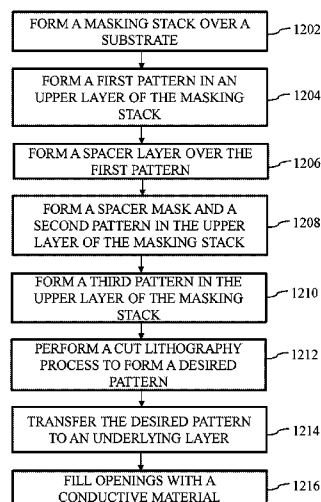 FORM A MASKING STACK OVER A
SUBSTRATE
1202
FORM A FIRST PATTERN IN AN
UPPER LAYER OF THE MASKING
STACK
1204
FORM A SPACER LAYER OVER THE
FIRST PATTERN
1206
FORM A SPACER MASK AND A
SECOND PATTERN IN THE UPPER
LAYER OF THE MASKING STACK
1208
FORM A THIRD PATTERN IN THE
UPPER LAYER OF THE MASKING
STACK
1210
PERFORM A CUT LITHOGRAPHY
PROCESS TO FORM A DESIRED
PATTERN
1212
TRANSFER THE DESIRED PATTERN
TO AN UNDERLYING LAYER
1214
FILL OPENINGS WITH A
CONDUCTIVE MATERIAL
1216